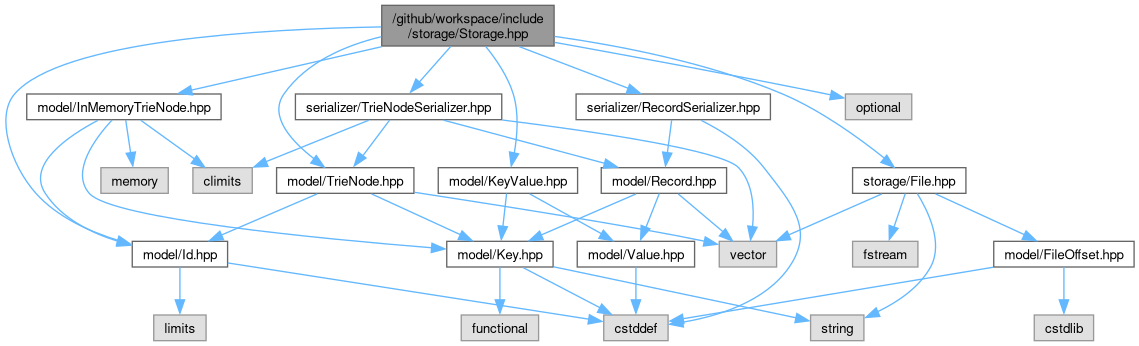 /github/workspace/include
/storage/Storage.hpp
model/InMemoryTrieNode.hpp
serializer/TrieNodeSerializer.hpp
serializer/RecordSerializer.hpp
optional
memory
climits
model/TrieNode.hpp
model/KeyValue.hpp
model/Record.hpp
storage/File.hpp
model/Id.hpp
model/Key.hpp
model/Value.hpp
vector
fstream
model/FileOffset.hpp
limits
functional
cstddef
string
cstdlib